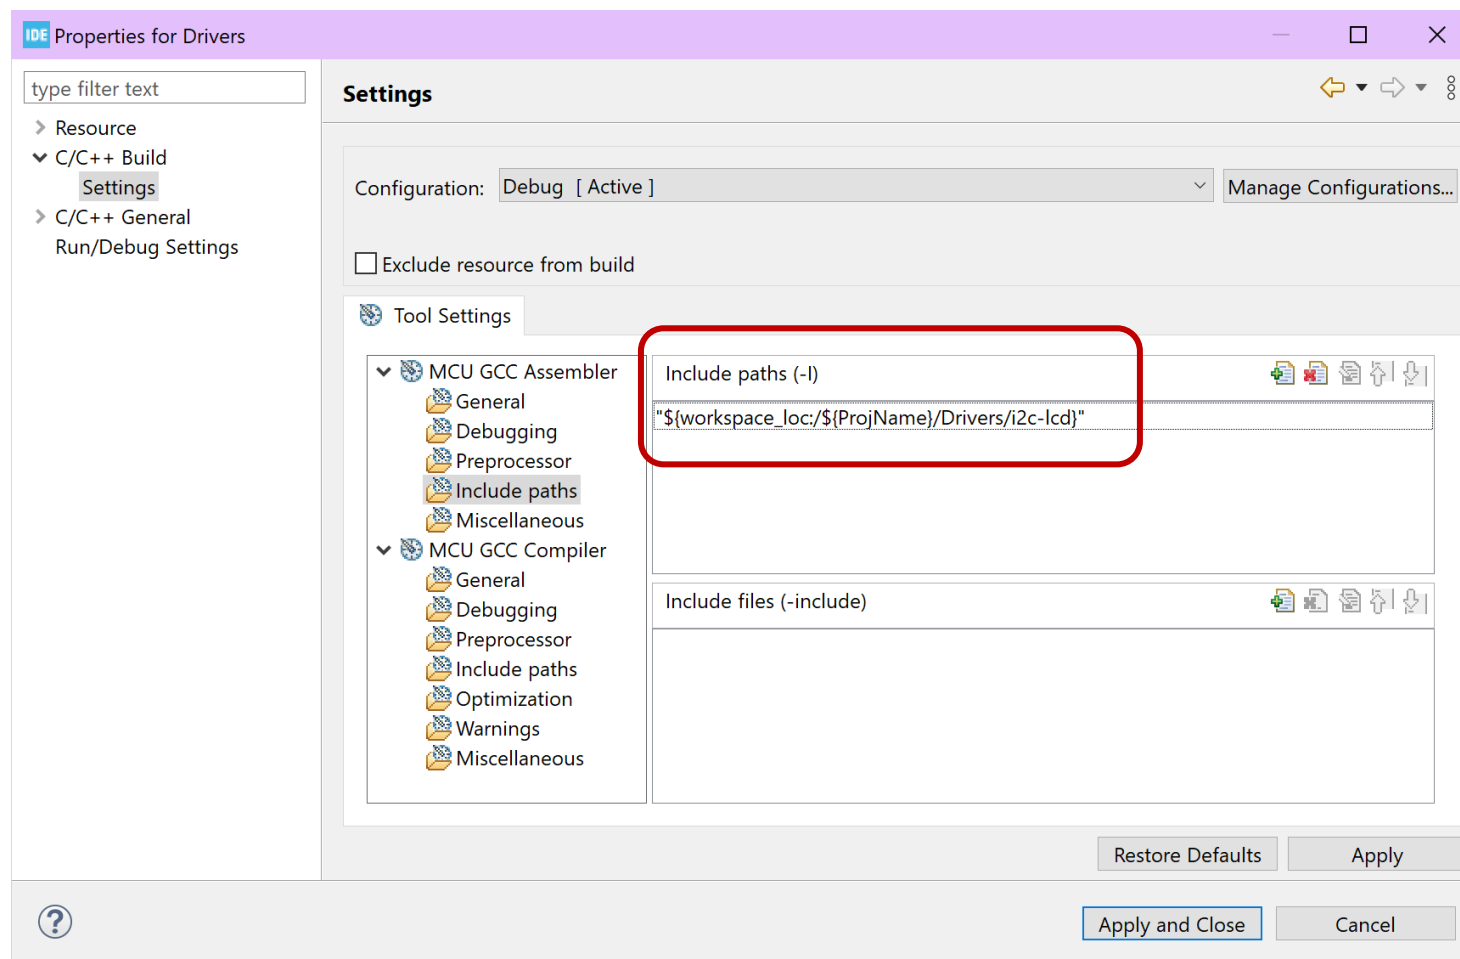 IDE Properties for Drivers
type filter text
Resource
C/C++ Build
Settings
C/C++ General
Run/Debug Settings
Settings
Configuration: Debug [ Active ] Manage Configurations...
Exclude resource from build
Tool Settings
MCU GCC Assembler
General
Debugging
Preprocessor
Include paths
Miscellaneous
MCU GCC Compiler
General
Debugging
Preprocessor
Include paths
Optimization
Warnings
Miscellaneous
Include paths (-I)
"${workspace_loc:/${ProjName}/Drivers/i2c-lcd}"
Include files (-include)
Restore Defaults Apply
? Apply and Close Cancel